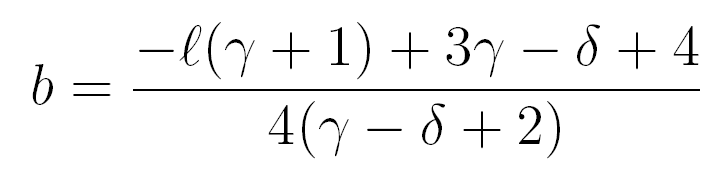 b = \frac{-\ell(\gamma + 1) + 3\gamma - \delta + 4}{4(\gamma - \delta + 2)}